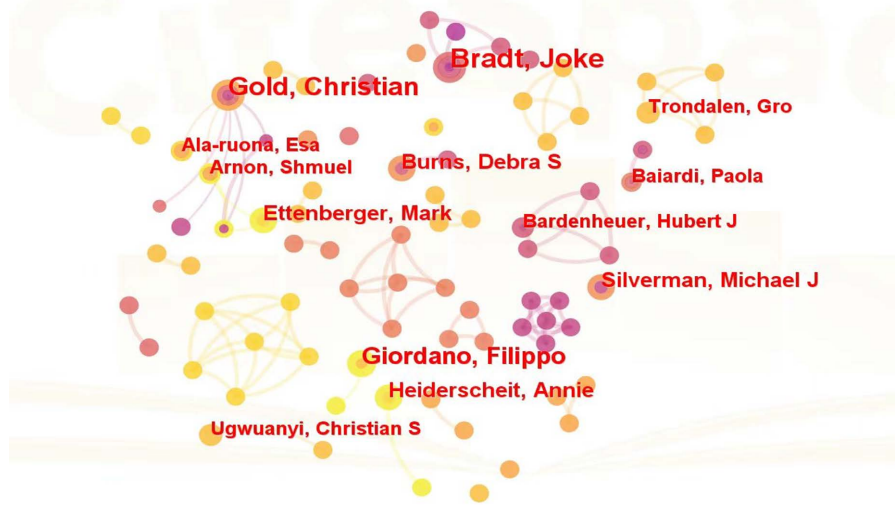 Bradt, Joke
Gold, Christian
Trondalen, Gro
Ala-ruona, Esa
Burns, Debra S
Arnon, Shmuel
Baiardi, Paola
Ettenberger, Mark
Bardenheuer, Hubert J
Silverman, Michael J
Giordano, Filippo
Heiderscheit, Annie
Ugwuanyi, Christian S